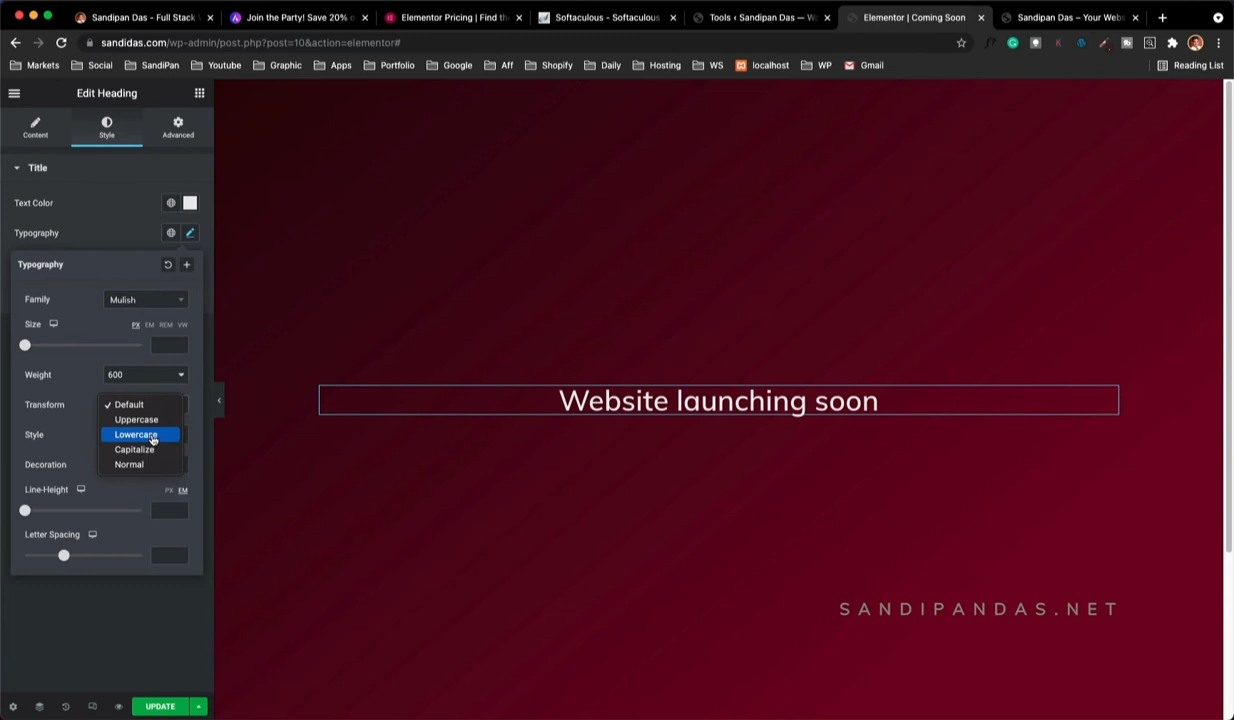 Sandipan Das - Full Stack
Join the Party! Save 20% o
Elementor Pricing | Find th
Softaculous - Softaculous
Tools ‹ Sandipan Das — W
Elementor | Coming Soon
Sandipan Das – Your Web
sandidas.com/wp-admin/post.php?post=10&action=elementor#
Markets
Social
SandiPan
Youtube
Graphic
Apps
Portfolio
Google
Aff
Shopify
Daily
Hosting
WS
localhost
WP
Gmail
Reading List
Edit Heading
Content
Style
Advanced
Title
Text Color
Typography
Typography
Family
Mulish
Size
PX EM REM VW
Weight
600
Transform
Default
Uppercase
Lowercase
Capitalize
Normal
Style
Decoration
Line-Height
PX EM
Letter Spacing
UPDATE
Website launching soon
SANDIPANDAS.NET